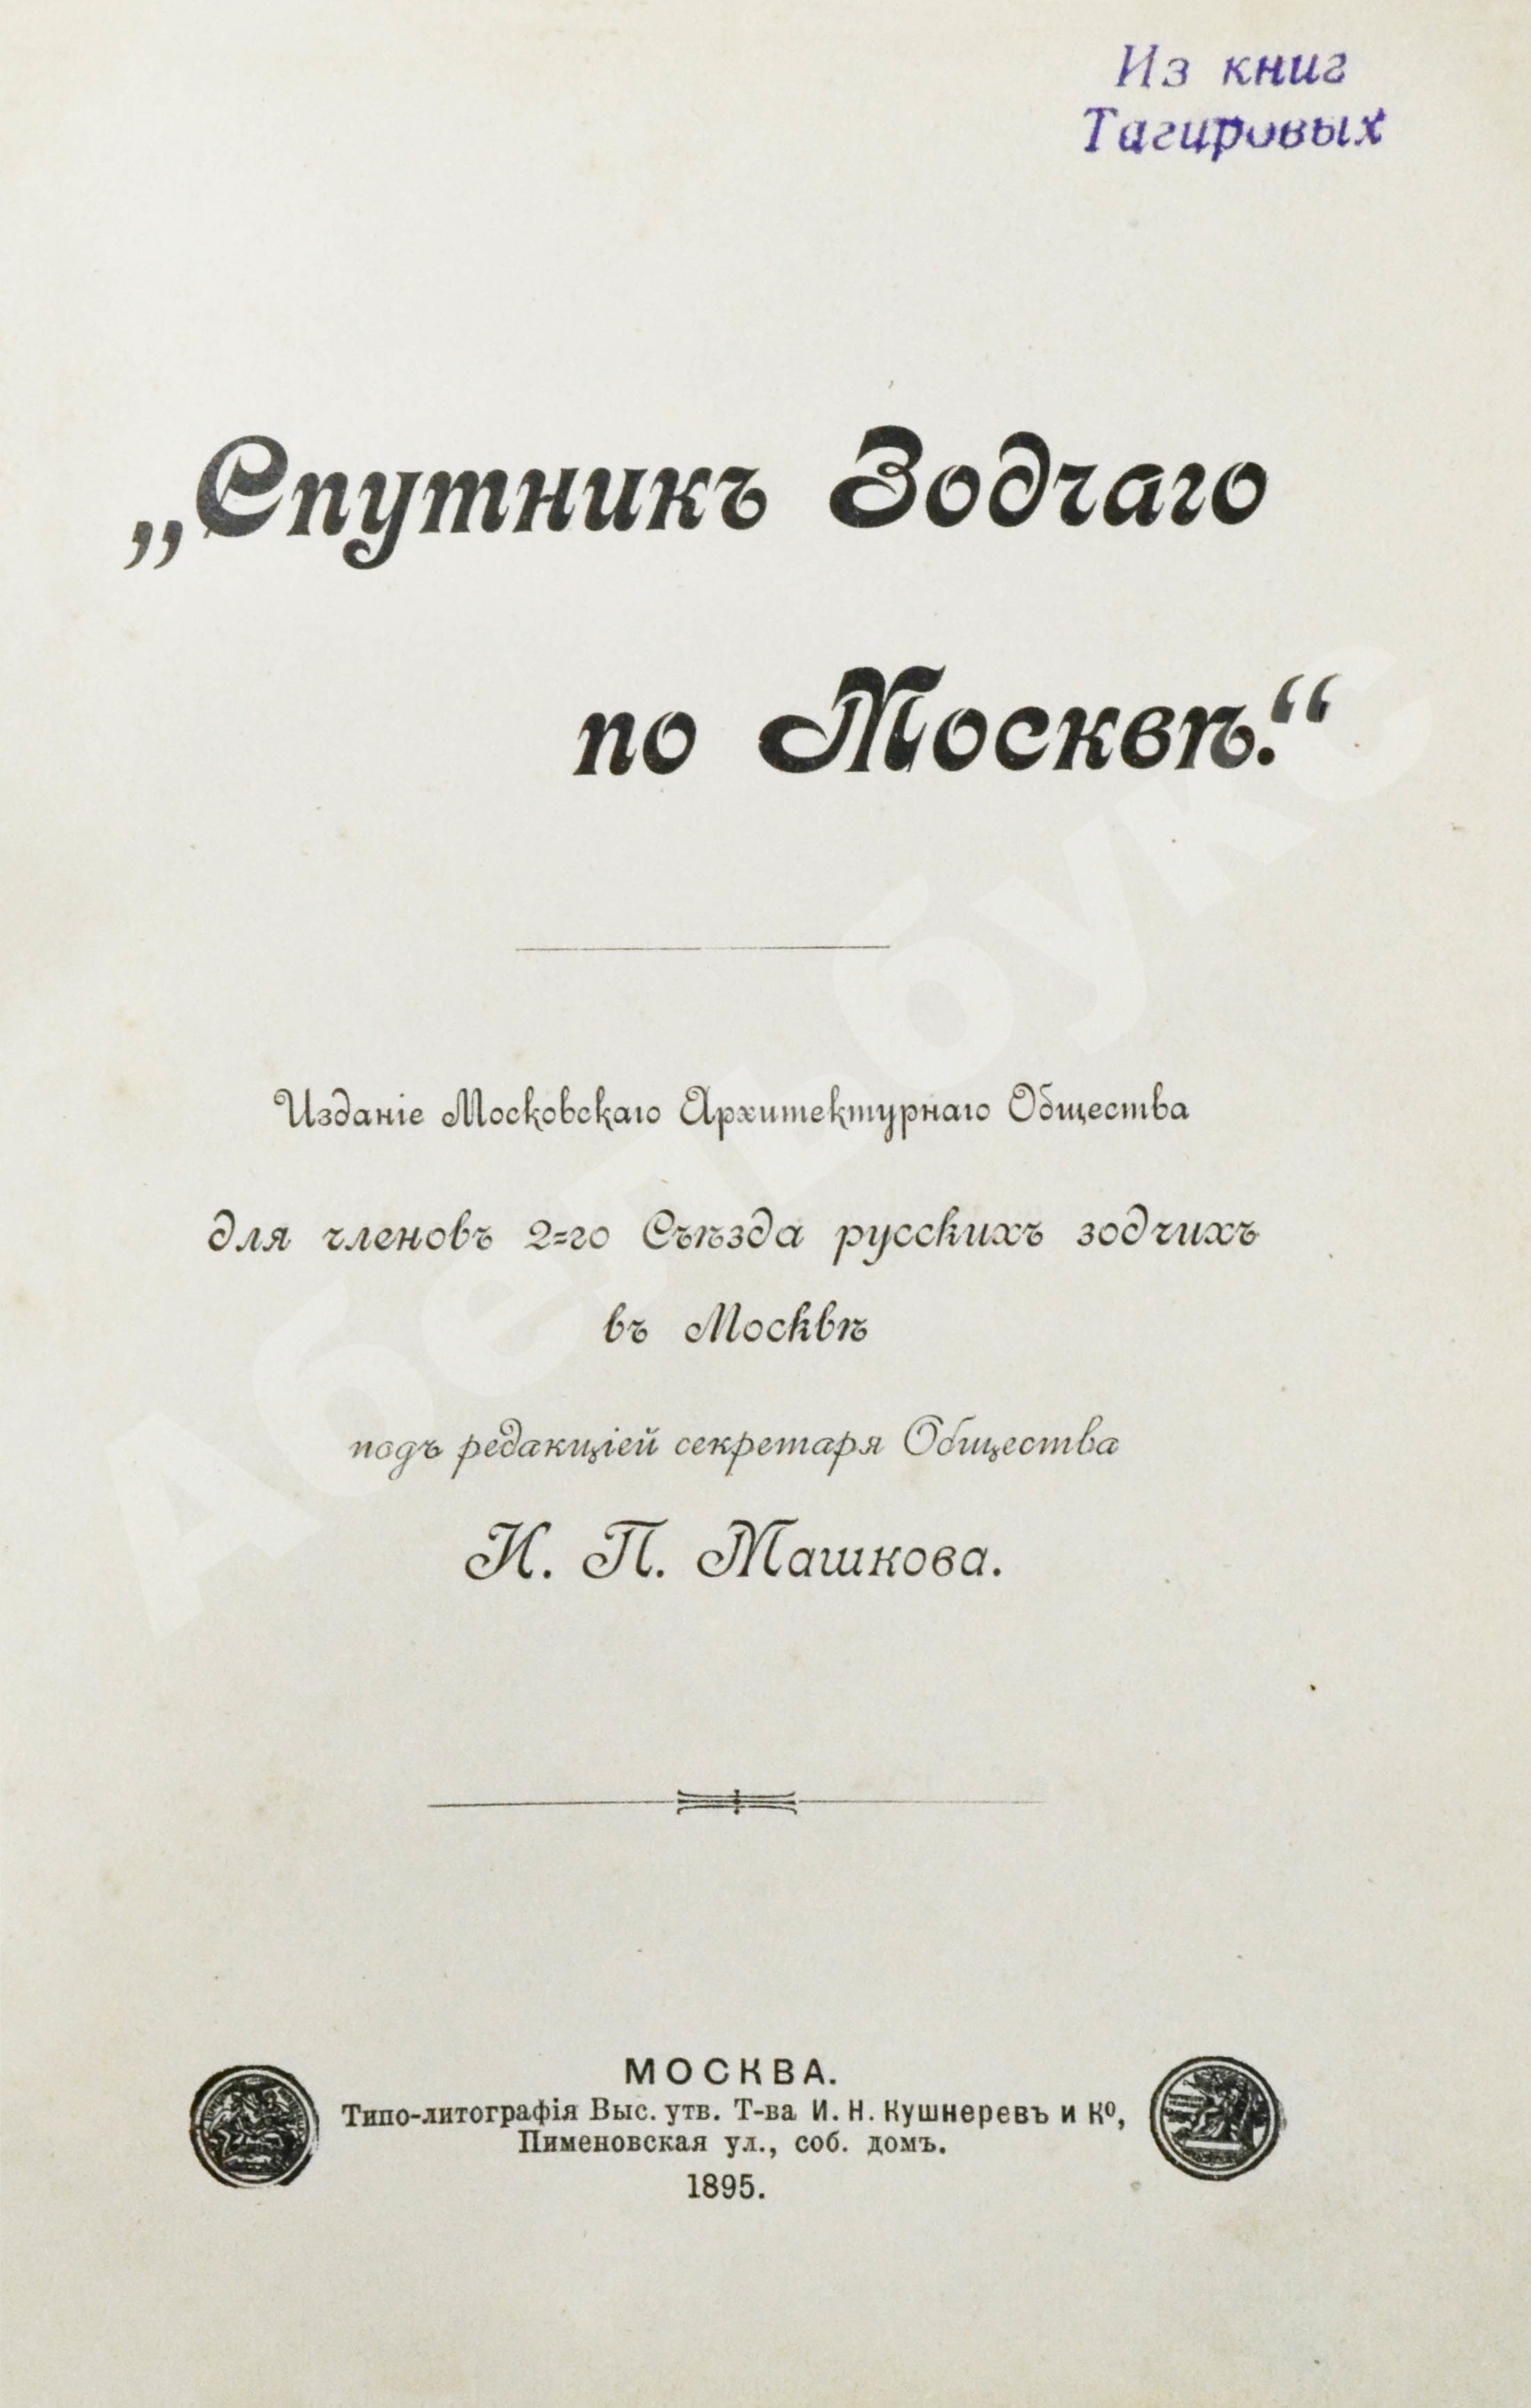 Из книг
Тагировых
„Спутникъ Зодчаго
по Москвѣ.“
Изданіе Московскаго Архитектурнаго Общества
для членовъ 2=го Съѣзда русскихъ зодчихъ
въ Москвѣ
подъ редакціей секретаря Общества
И. П. Машкова.
МОСКВА.
Типо-литографія Выс. утв. Т-ва И. Н. Кушнеревъ и Ко,
Пименовская ул., соб. домъ.
1895.
Абельбукс